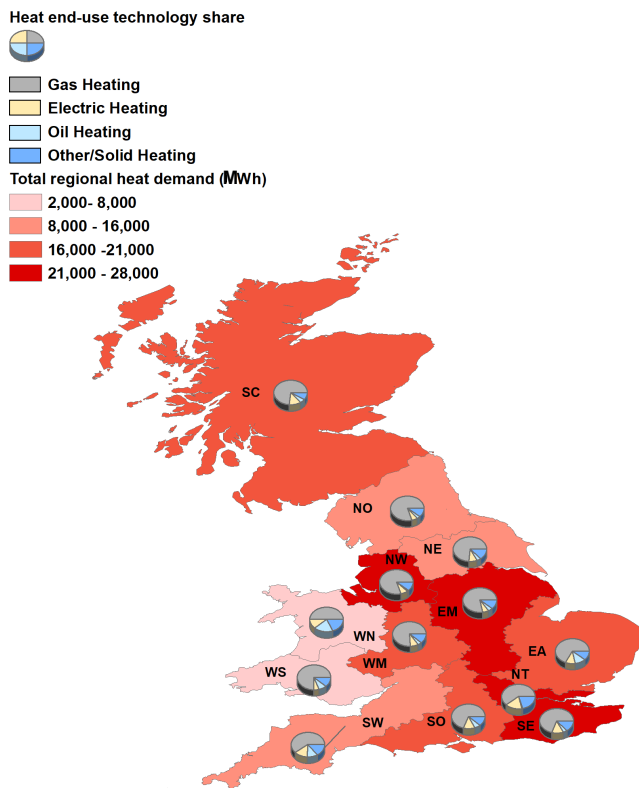 Heat end-use technology share
Gas Heating
Electric Heating
Oil Heating
Other/Solid Heating
Total regional heat demand (MWh)
2,000- 8,000
8,000 - 16,000
16,000 -21,000
21,000 - 28,000
SC
NO
NE
NW
EM
WN
WM
EA
WS
NT
SW
SO
SE